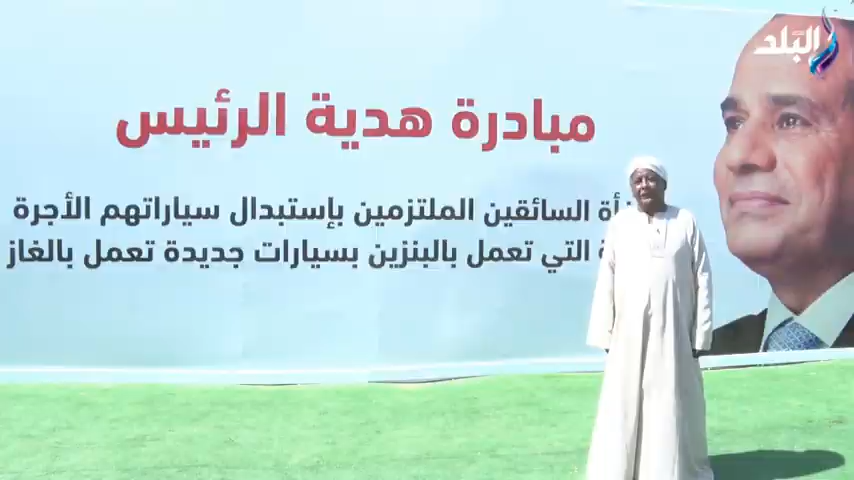 البلد
مبادرة هدية الرئيس
السائقين الملتزمين بإستبدال سياراتهم الأجرة
التي تعمل بالبنزين بسيارات جديدة تعمل بالغاز